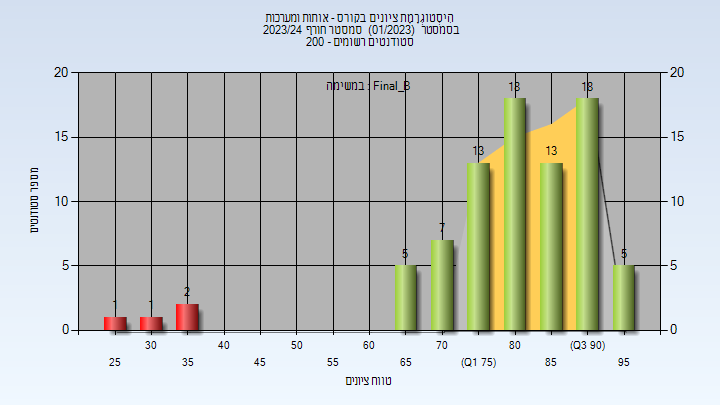 היסטוגרמת ציונים בקורס - אותות ומערכות
בסמסטר (01/2023) סמסטר חורף 2023/24
סטודנטים רשומים - 200
במשימה : Final_B
מספר סטודנטים
20 20
15 15
10 10
5 5
0 0
1 1 2 5 7 13 18 13 18 5
30 40 50 60 70 80 (Q3 90)
25 35 45 55 65 (Q1 75) 85 95
טווח ציונים